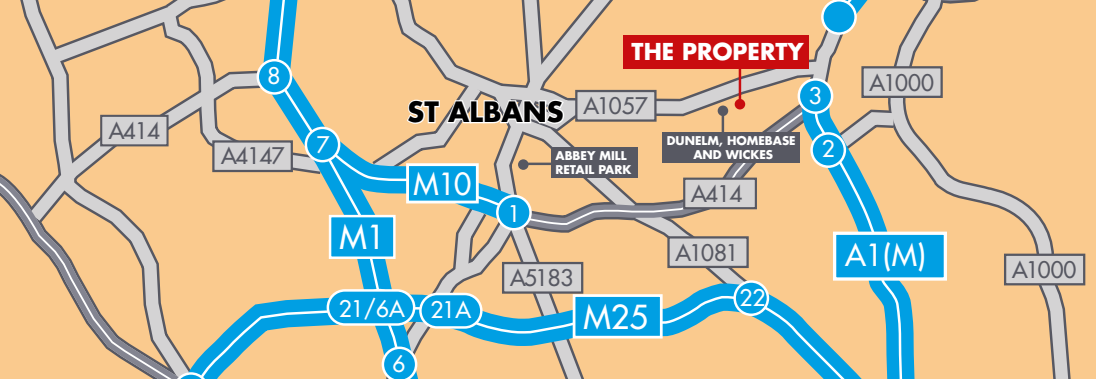 THE PROPERTY
8
A1000
3
ST ALBANS
A1057
A414
7
DUNELM, HOMEBASE
AND WICKES
2
A4147
ABBEY MILL
RETAIL PARK
M10
A414
1
M1
A1081
A1(M)
A5183
A1000
21/6A
21A
M25
22
6